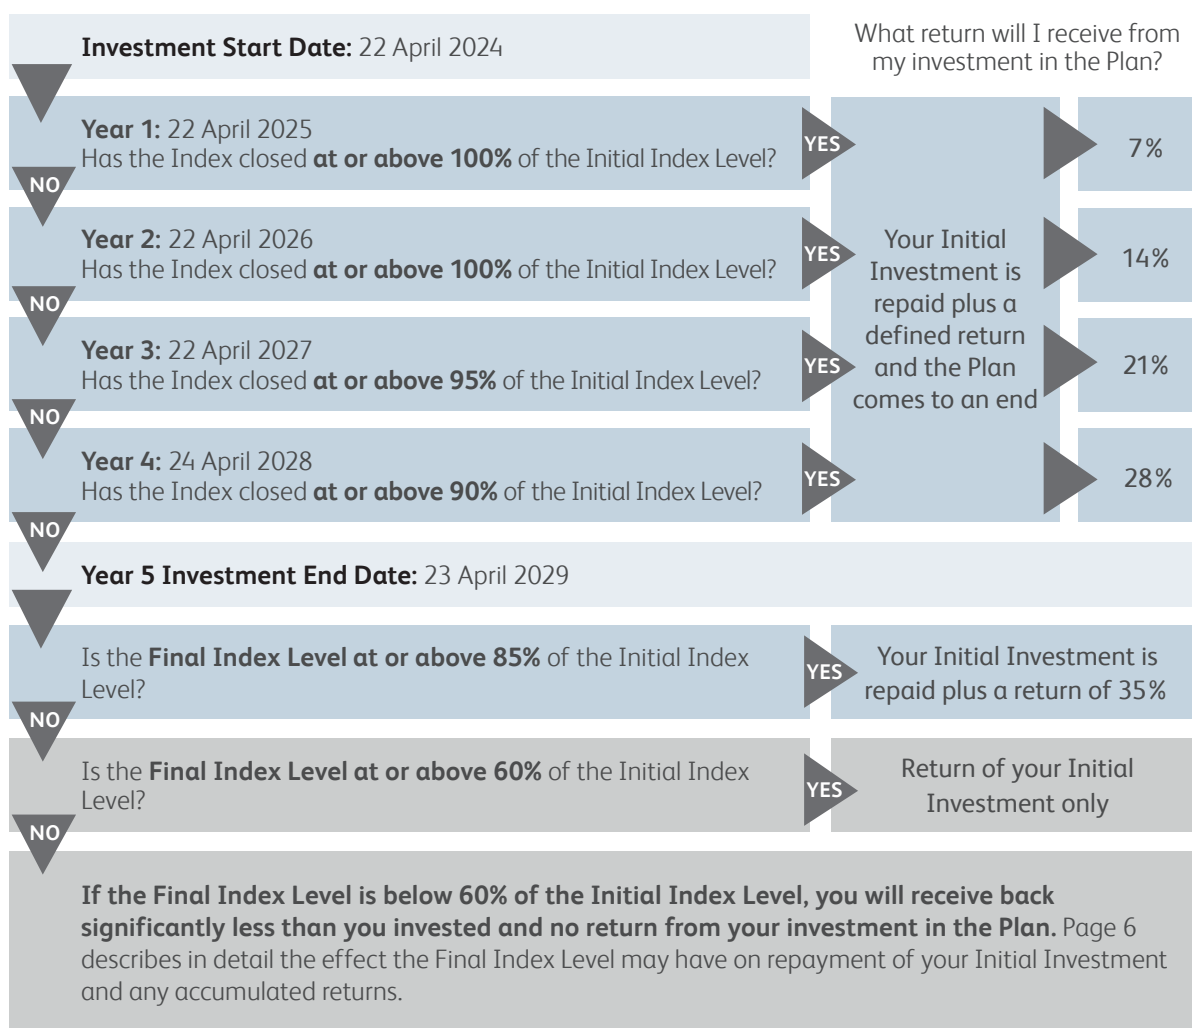 Investment Start Date: 22 April 2024
What return will I receive from
my investment in the Plan?
Year 1: 22 April 2025
Has the Index closed at or above 100% of the Initial Index Level?
YES
7%
NO
Year 2: 22 April 2026
Has the Index closed at or above 100% of the Initial Index Level?
YES
14%
NO
Year 3: 22 April 2027
Has the Index closed at or above 95% of the Initial Index Level?
YES
21%
NO
Year 4: 24 April 2028
Has the Index closed at or above 90% of the Initial Index Level?
YES
28%
Your Initial
Investment is
repaid plus a
defined return
and the Plan
comes to an end
NO
Year 5 Investment End Date: 23 April 2029
Is the Final Index Level at or above 85% of the Initial Index
Level?
YES
Your Initial Investment is
repaid plus a return of 35%
NO
Is the Final Index Level at or above 60% of the Initial Index
Level?
YES
Return of your Initial
Investment only
NO
If the Final Index Level is below 60% of the Initial Index Level, you will receive back
significantly less than you invested and no return from your investment in the Plan. Page 6
describes in detail the effect the Final Index Level may have on repayment of your Initial Investment
and any accumulated returns.